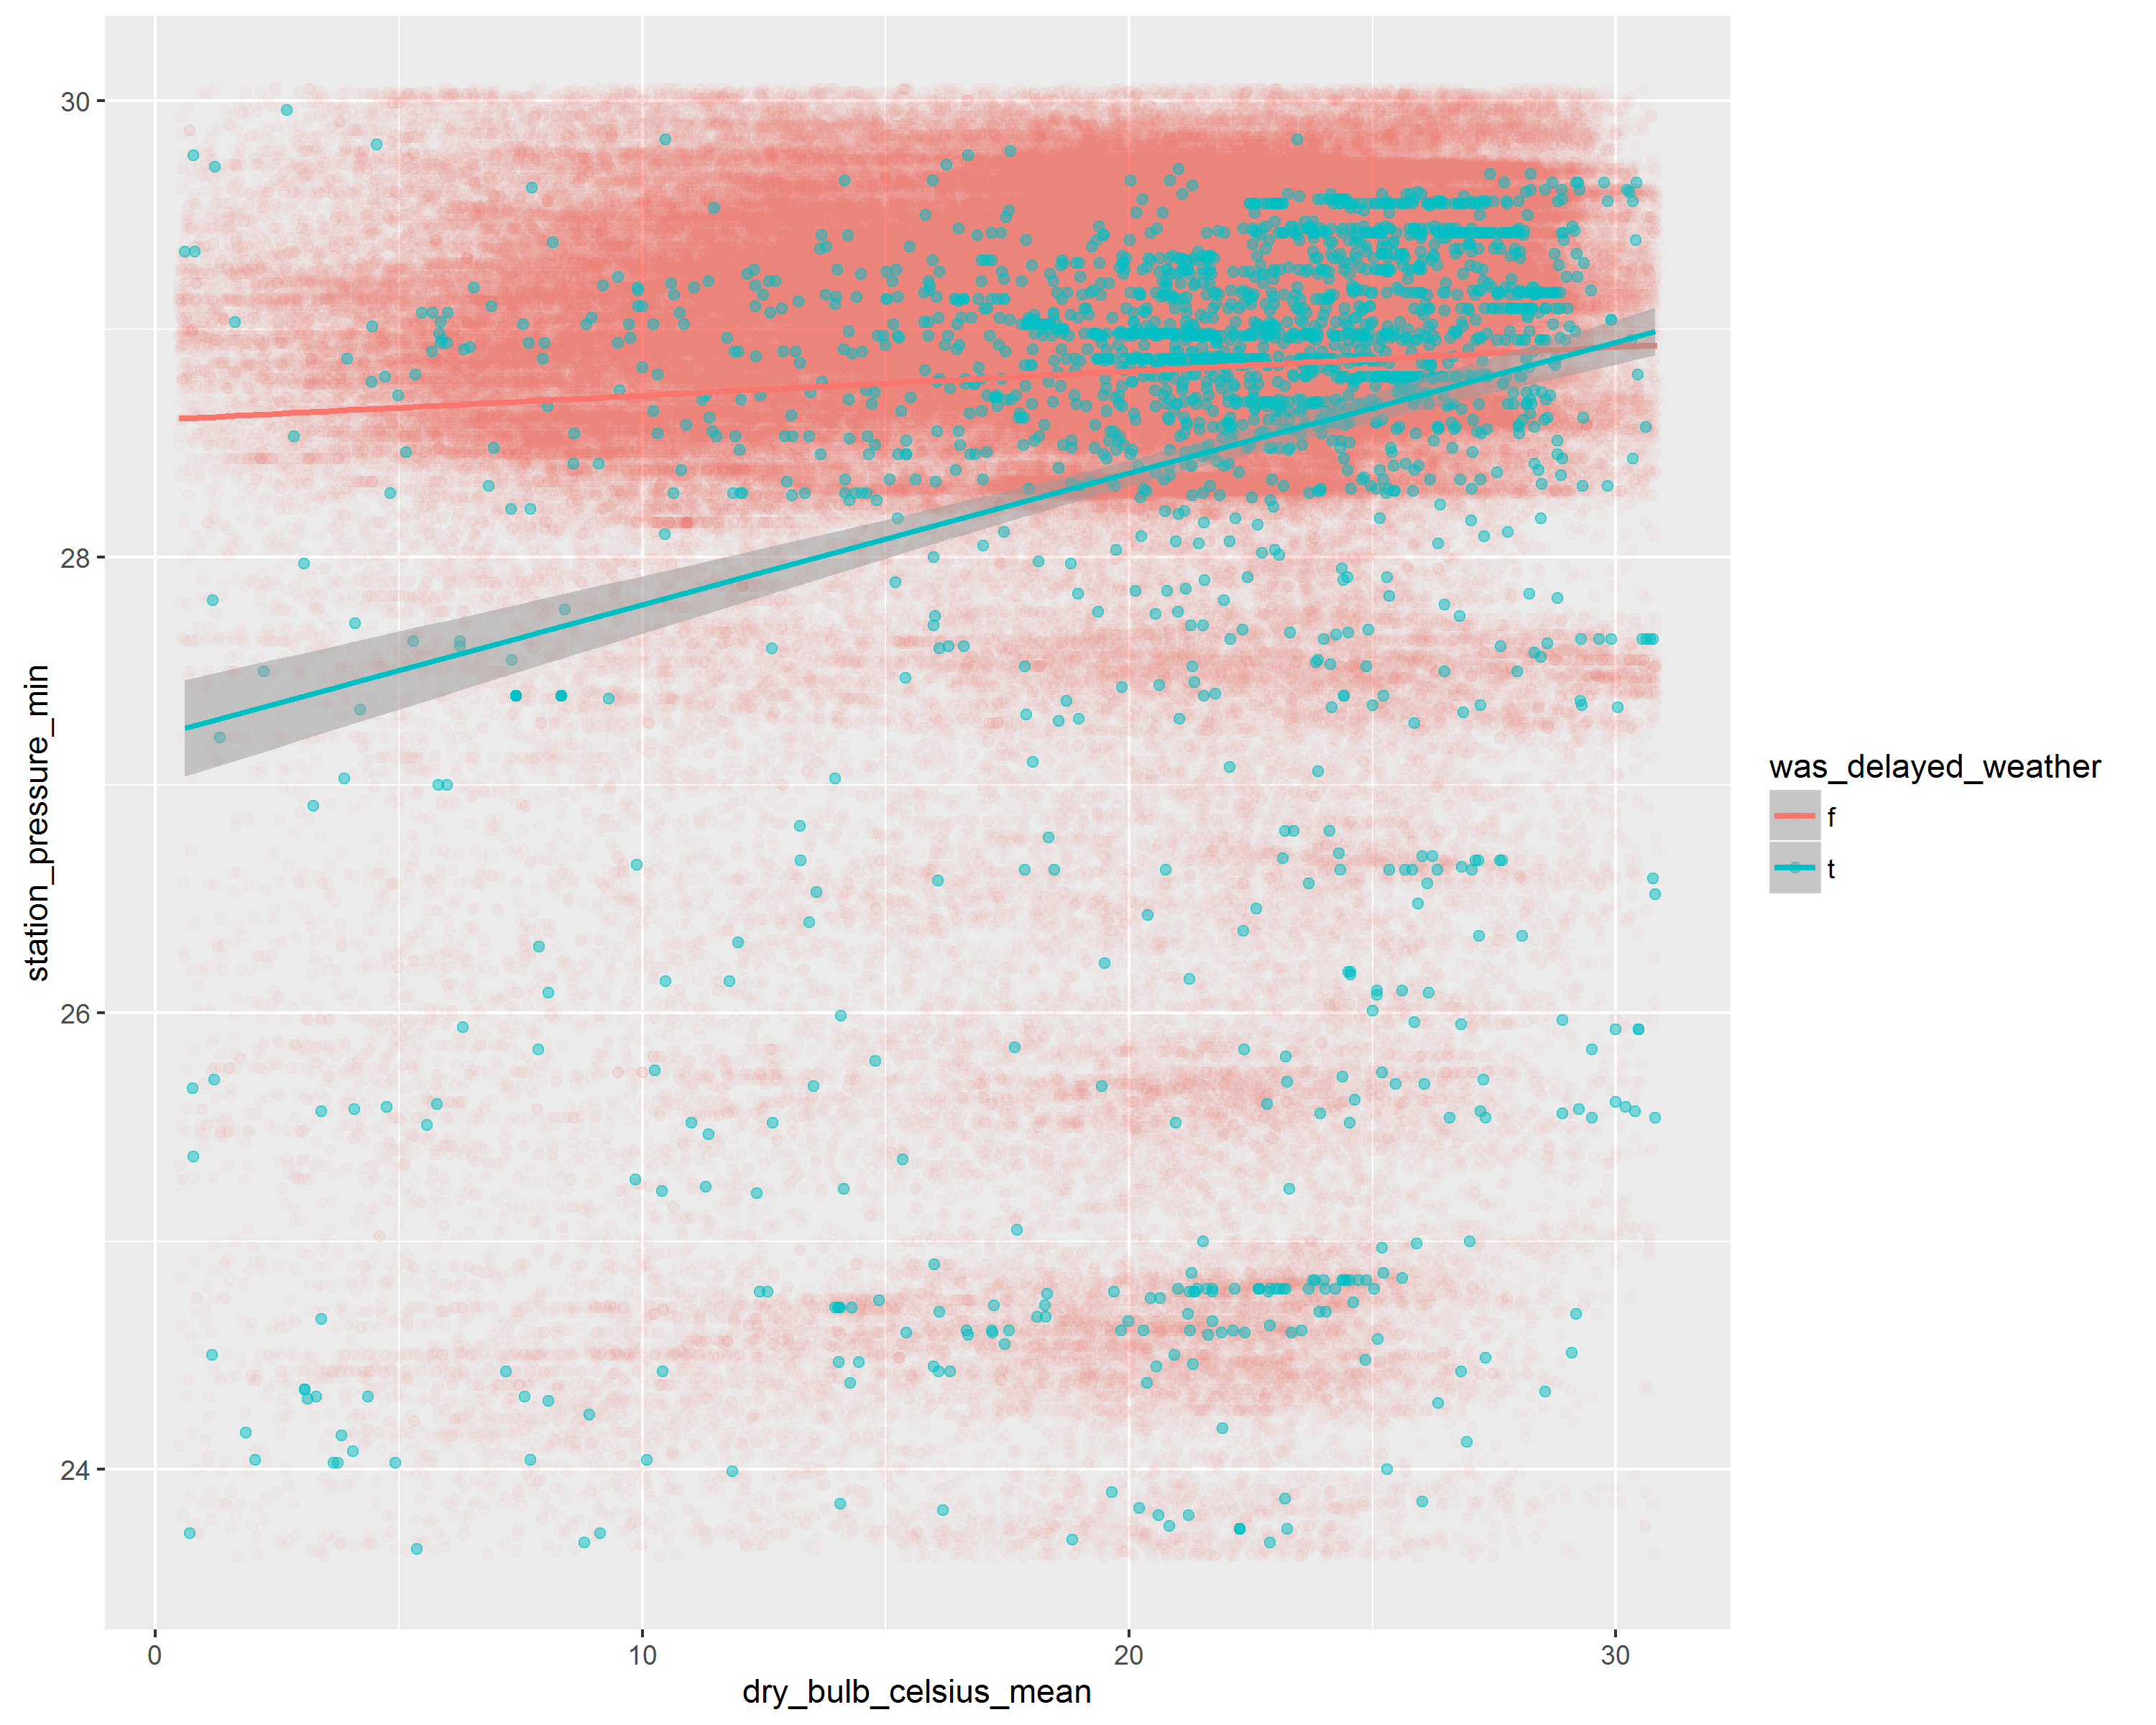 30
28
26
24
station_pressure_min
0 10 20 30
dry_bulb_celsius_mean
was_delayed_weather
f
t